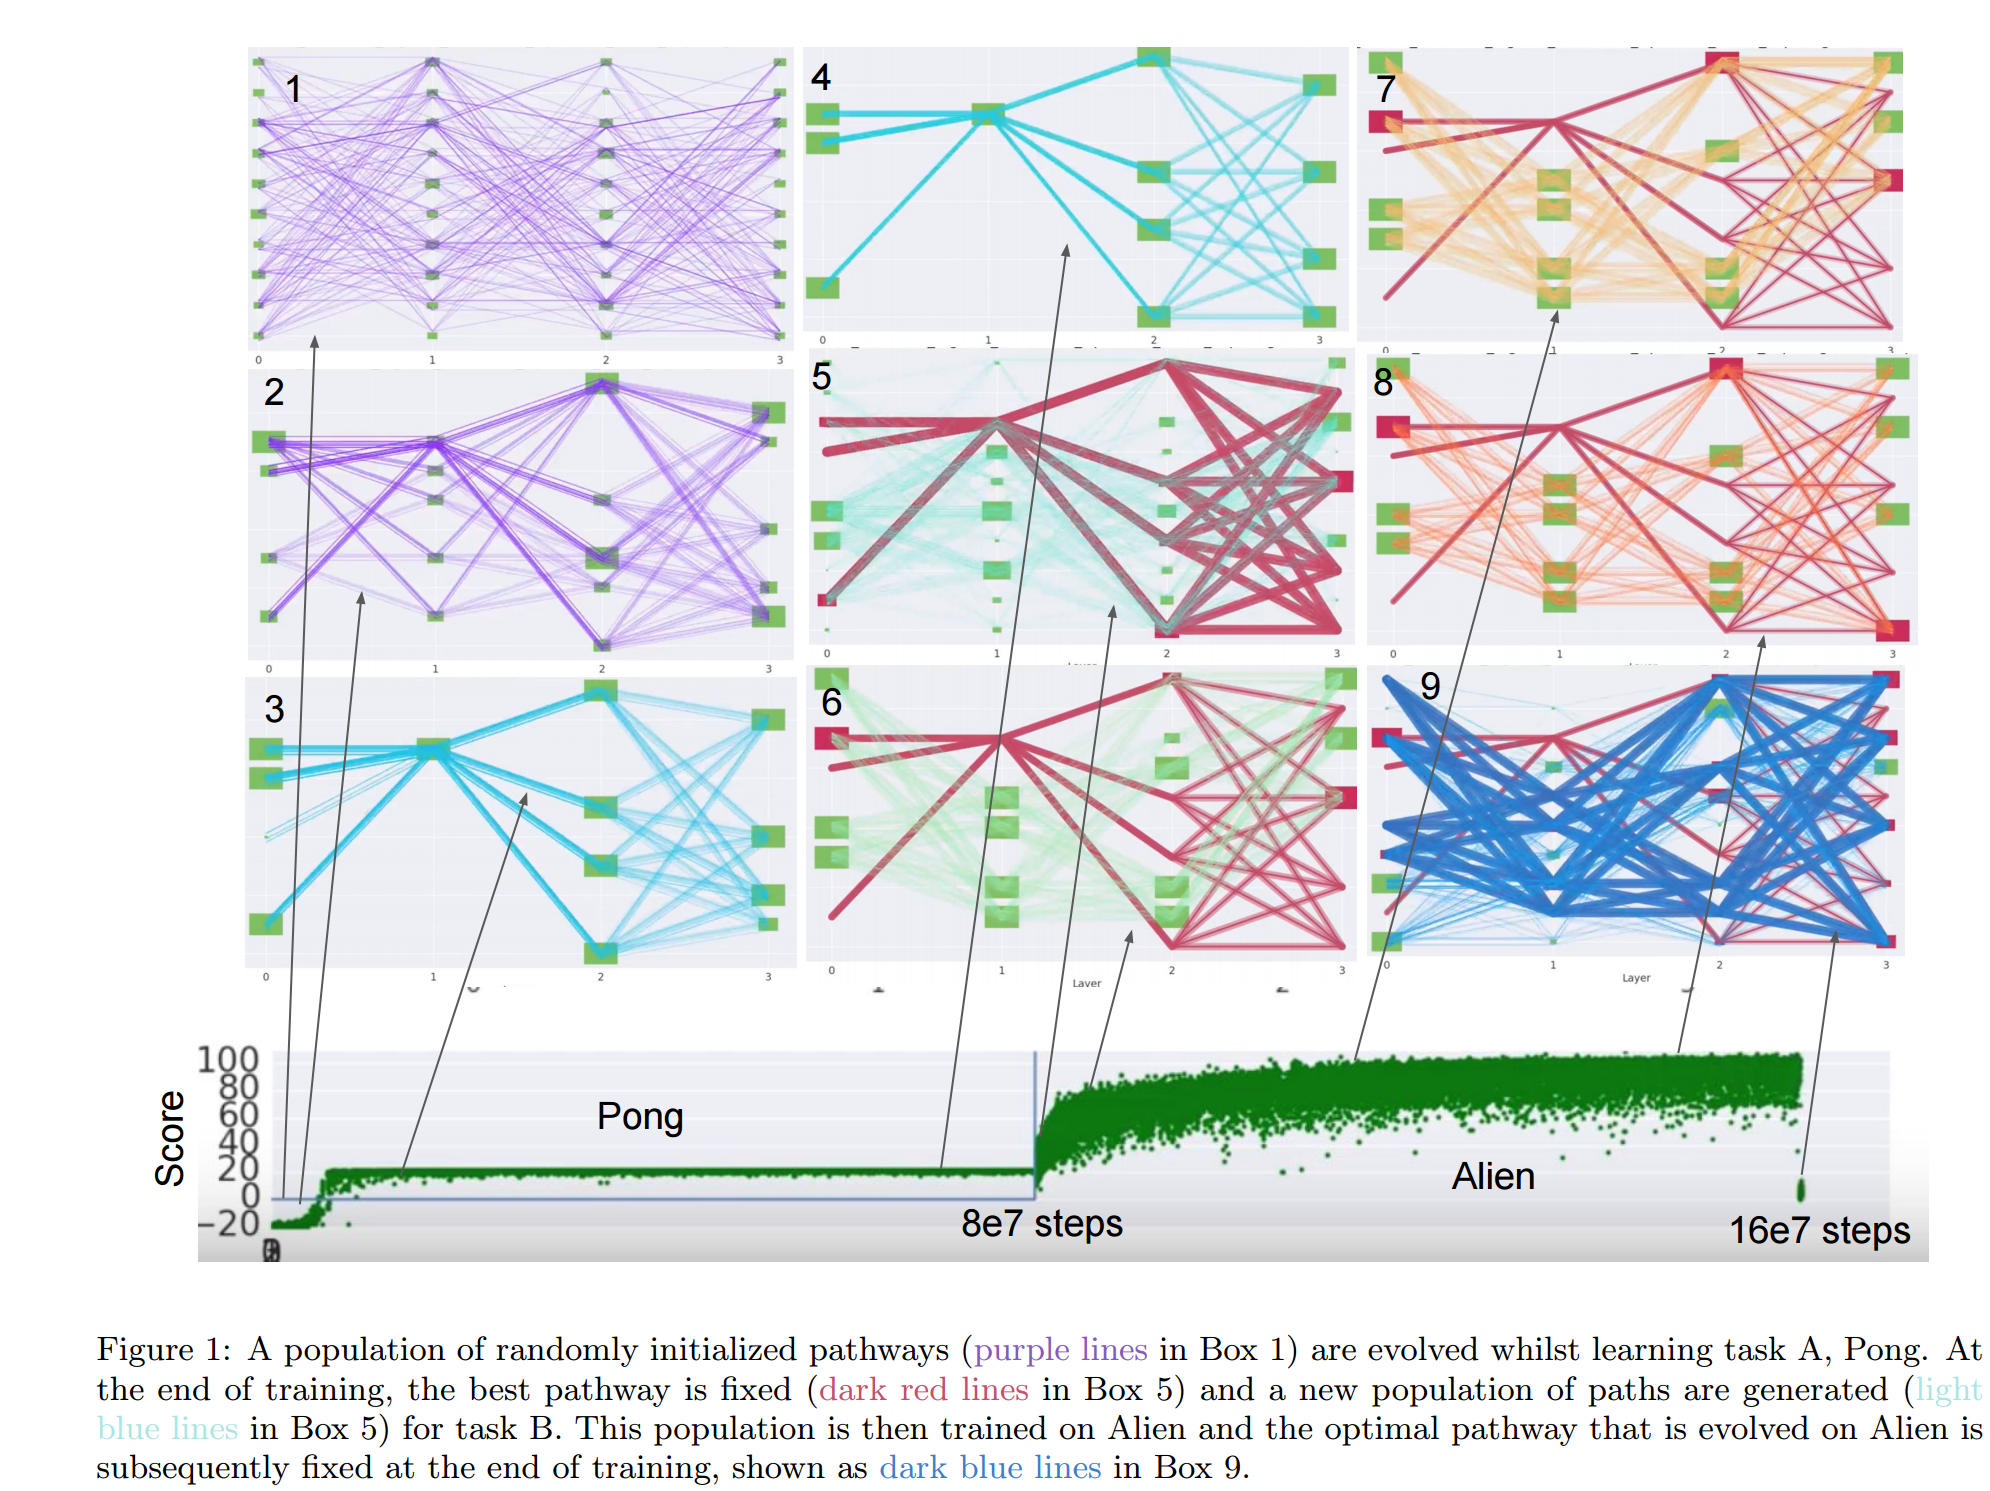 1
0 1 2 3
2
0 1 2 3
3
0 1 2 3
4
0 1 2 3
5
0 1 2 3
6
0 1 2 3
Layer
7
0 1 2 3
8
0 1 2 3
9
0 1 2 3
Layer
Score
100
80
60
40
20
0
−20
Pong
Alien
8e7 steps
16e7 steps
Figure 1: A population of randomly initialized pathways (purple lines in Box 1) are evolved whilst learning task A, Pong. At
the end of training, the best pathway is fixed (dark red lines in Box 5) and a new population of paths are generated (light
blue lines in Box 5) for task B. This population is then trained on Alien and the optimal pathway that is evolved on Alien is
subsequently fixed at the end of training, shown as dark blue lines in Box 9.